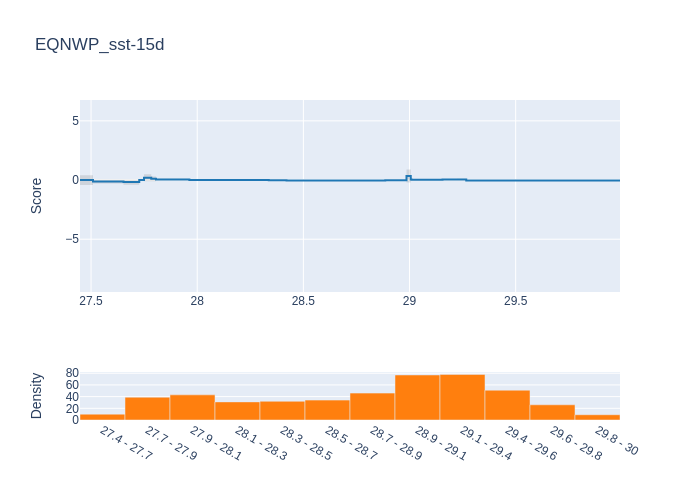 EQNWP_sst-15d
Score
5
0
−5
27.5 28 28.5 29 29.5
Density
80
60
40
20
0
27.4 - 27.7
27.7 - 27.9
27.9 - 28.1
28.1 - 28.3
28.3 - 28.5
28.5 - 28.7
28.7 - 28.9
28.9 - 29.1
29.1 - 29.4
29.4 - 29.6
29.6 - 29.8
29.8 - 30